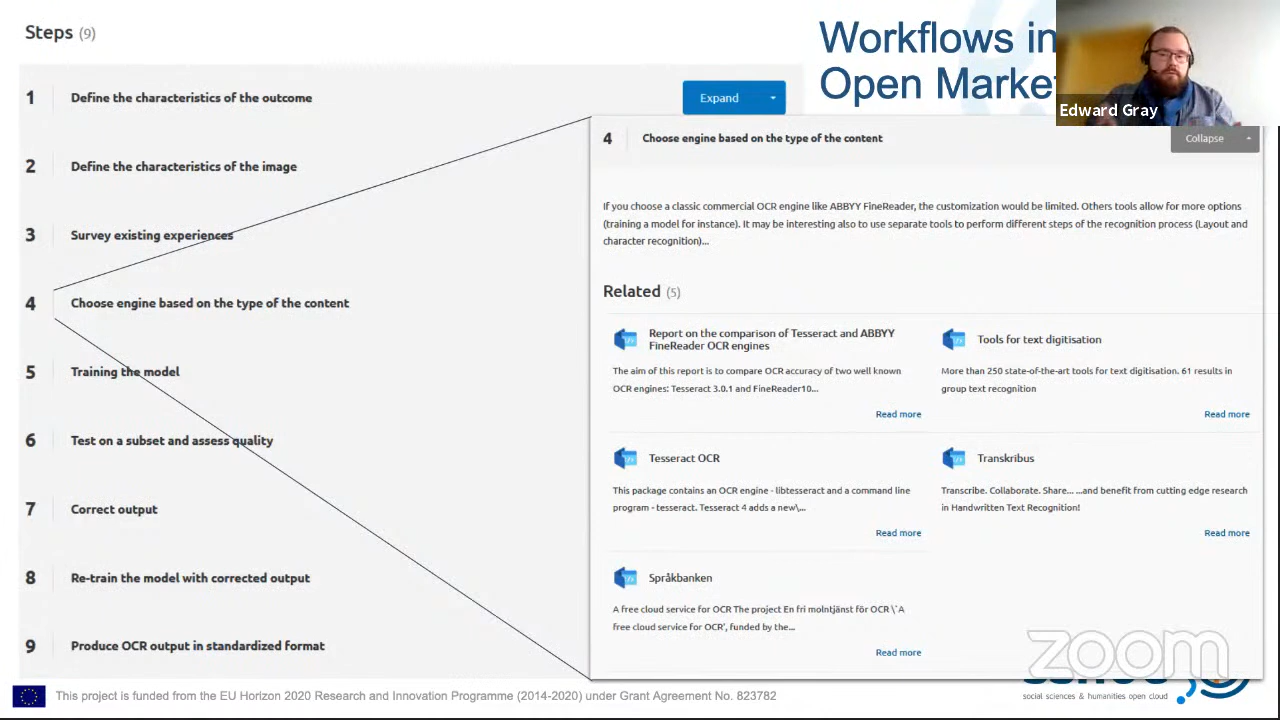 Steps (9)
Workflows in
Open Marke
Edward Gray
1 Define the characteristics of the outcome
Expand
2 Define the characteristics of the image
3 Survey existing experiences
4 Choose engine based on the type of the content
5 Training the model
6 Test on a subset and assess quality
7 Correct output
8 Re-train the model with corrected output
9 Produce OCR output in standardized format
4 Choose engine based on the type of the content
Collapse
If you choose a classic commercial OCR engine like ABBYY FineReader, the customization would be limited. Others tools allow for more options
(training a model for instance). It may be interesting also to use separate tools to perform different steps of the recognition process (Layout and
character recognition)...
Related (5)
Report on the comparison of Tesseract and ABBYY
FineReader OCR engines
The aim of this report is to compare OCR accuracy of two well known
OCR engines: Tesseract 3.0.1 and FineReader10...
Read more
Tools for text digitisation
More than 250 state-of-the-art tools for text digitisation. 61 results in
group text recognition
Read more
Tesseract OCR
This package contains an OCR engine - libtesseract and a command line
program - tesseract. Tesseract 4 adds a new\,...
Read more
Transkribus
Transcribe. Collaborate. Share... ...and benefit from cutting edge research
in Handwritten Text Recognition!
Read more
Språkbanken
A free cloud service for OCR The project En fri molntjänst för OCR \`A
free cloud service for OCR', funded by the...
Read more
zoom
social sciences & humanities open cloud
This project is funded from the EU Horizon 2020 Research and Innovation Programme (2014-2020) under Grant Agreement No. 823782